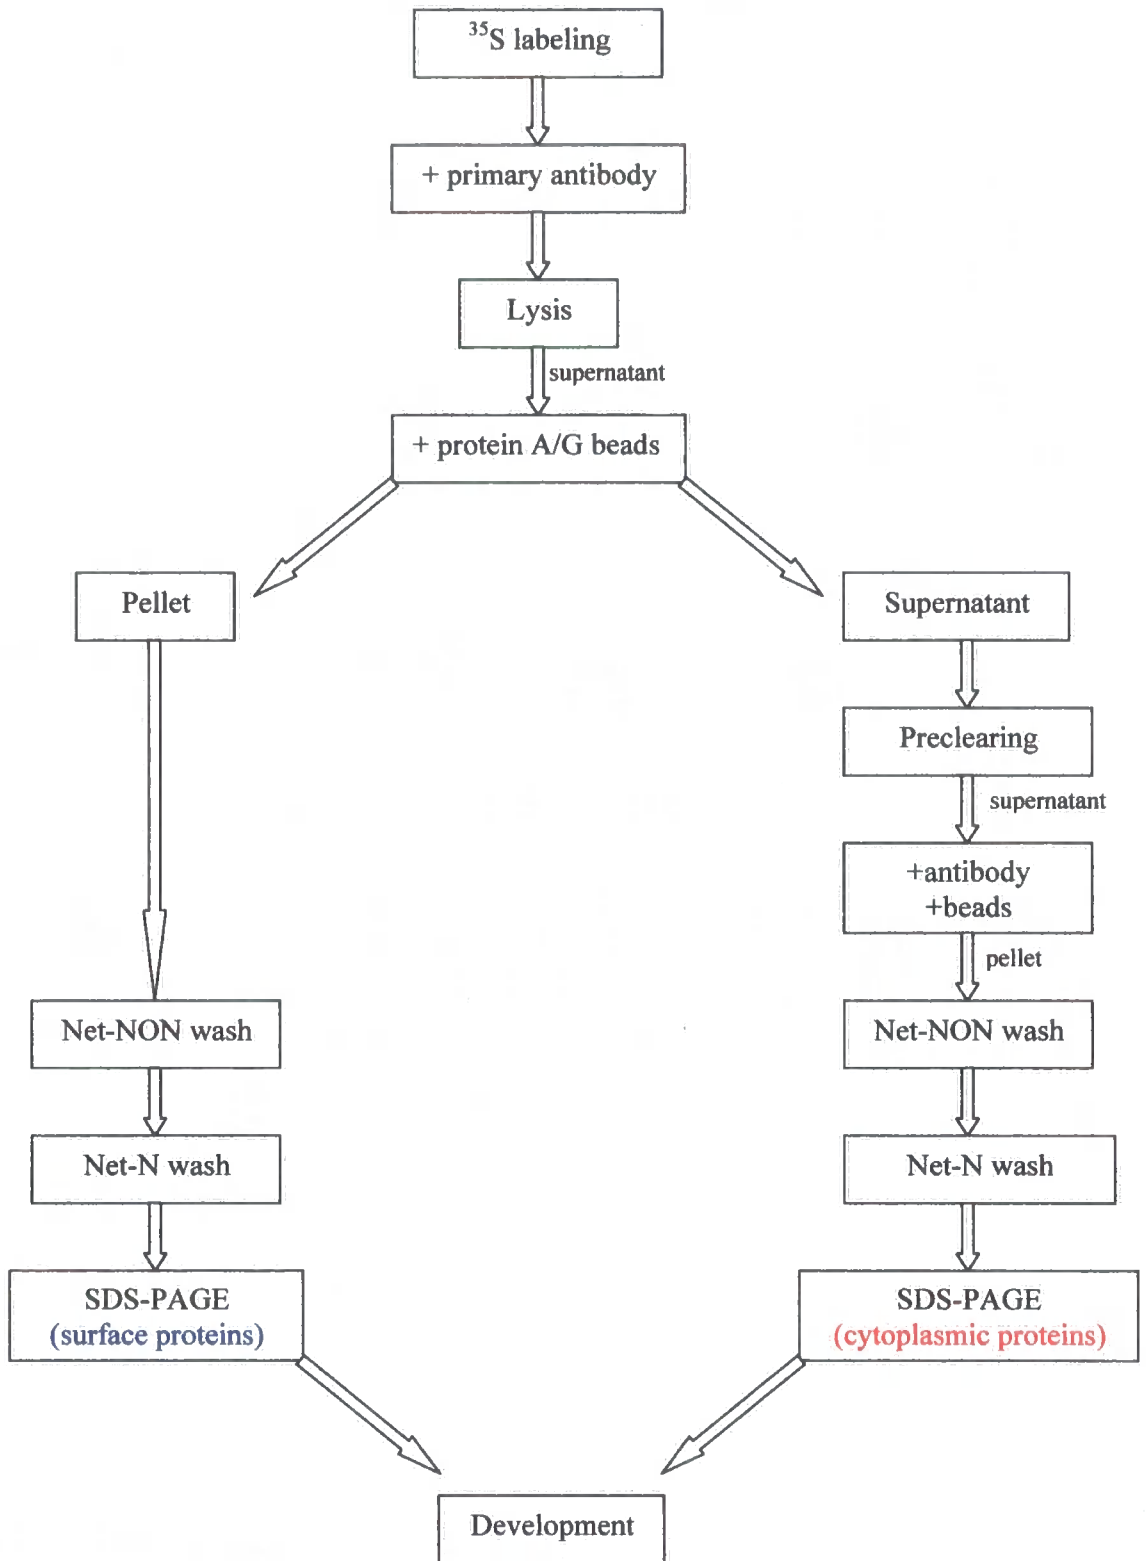 ³⁵S labeling
+ primary antibody
Lysis
supernatant
+ protein A/G beads
Pellet
Supernatant
Preclearing
supernatant
+antibody
+beads
pellet
Net-NON wash
Net-NON wash
Net-N wash
Net-N wash
SDS-PAGE
(surface proteins)
SDS-PAGE
(cytoplasmic proteins)
Development